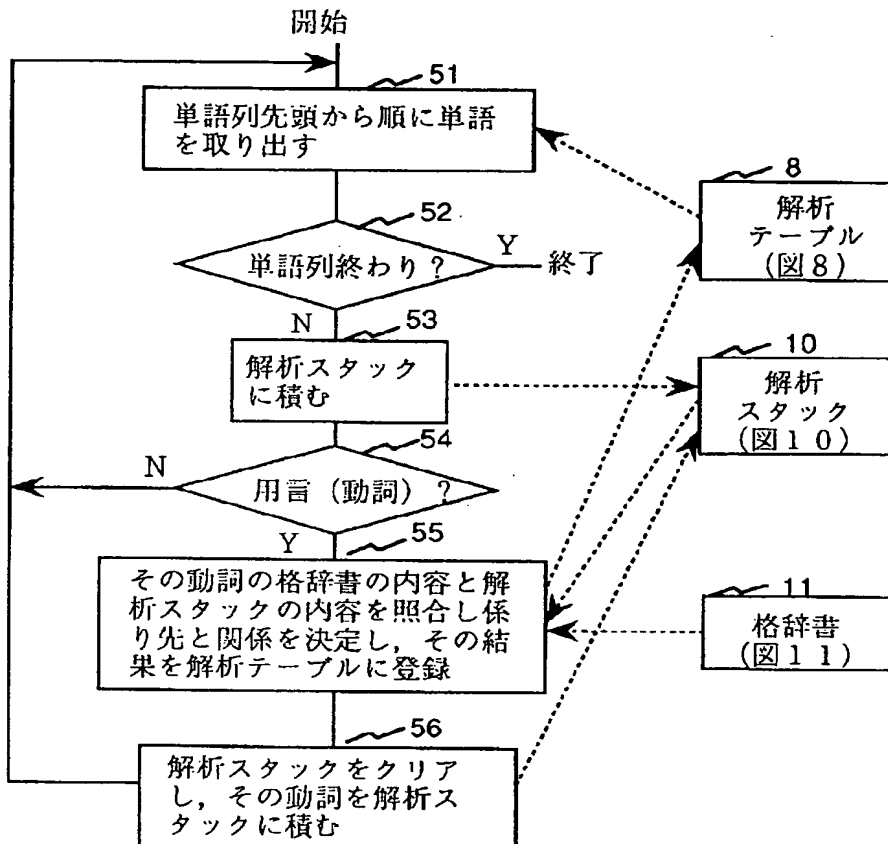 開始
51
単語列先頭から順に単語
を取り出す
52
単語列終わり?
Y
終了
N
53
解析スタック
に積む
54
用言(動詞)?
N
Y
55
その動詞の格辞書の内容と解
析スタックの内容を照合し係
り先と関係を決定し,その結
果を解析テーブルに登録
56
解析スタックをクリア
し,その動詞を解析ス
タックに積む
8
解析
テーブル
(図8)
10
解析
スタック
(図10)
11
格辞書
(図11)